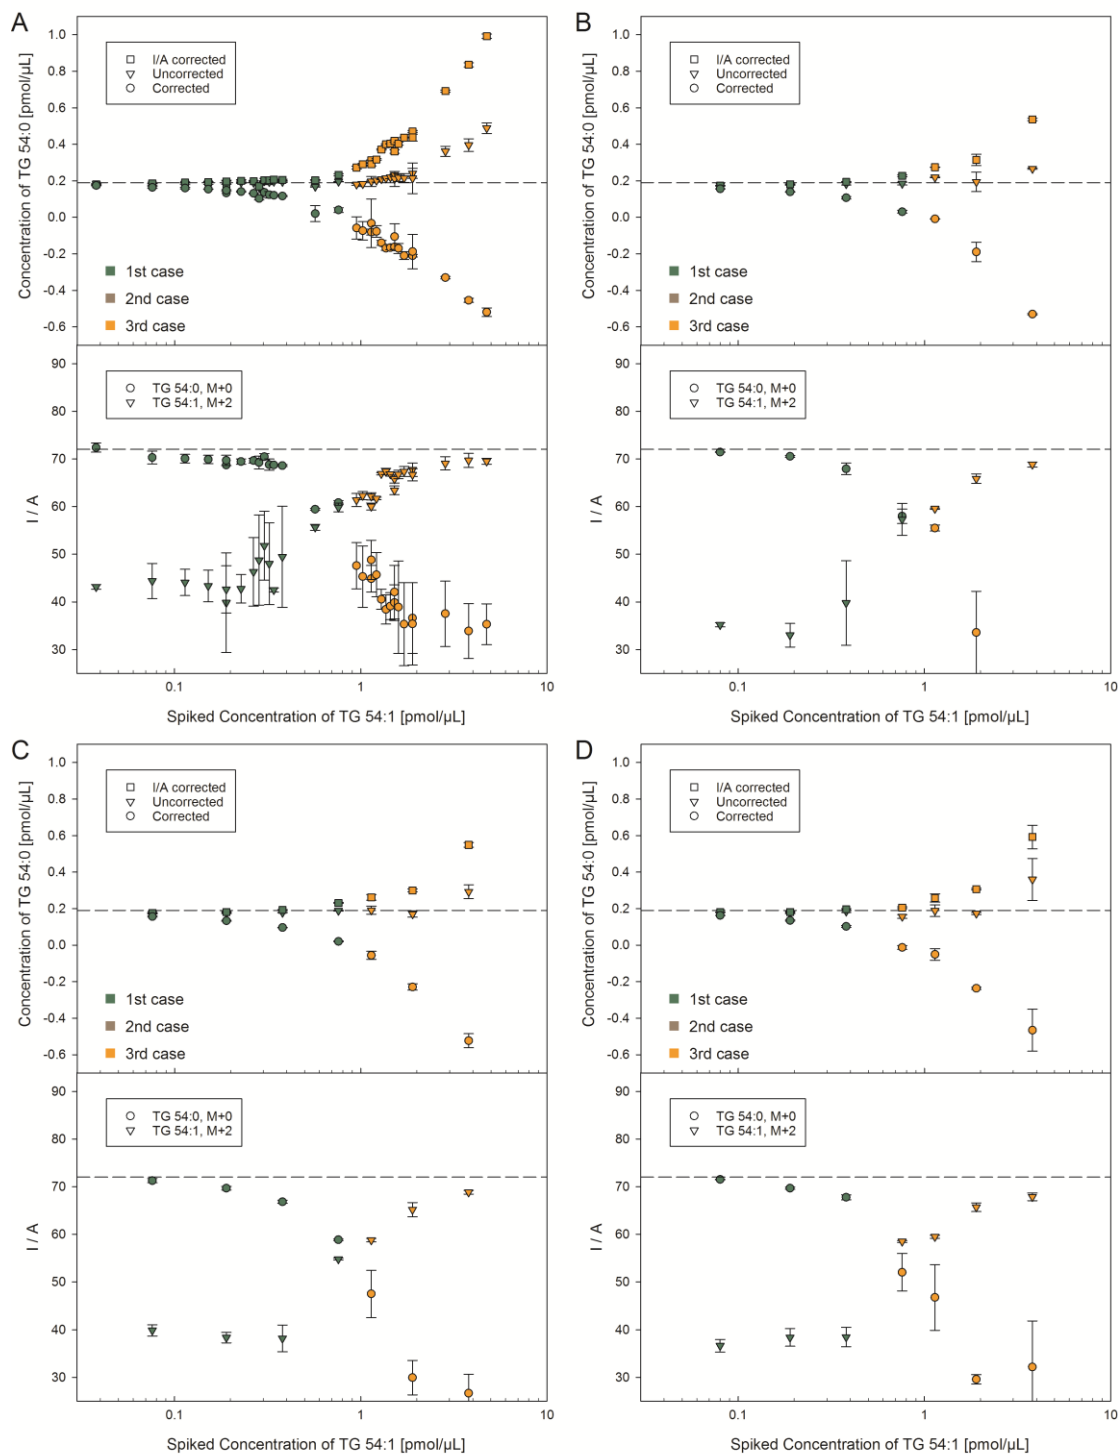 A
Concentration of TG 54:0 [pmol/µL]
1.0
0.8
0.6
0.4
0.2
0.0
-0.2
-0.4
-0.6
I/A corrected
Uncorrected
Corrected
1st case
2nd case
3rd case
I / A
90
80
70
60
50
40
30
TG 54:0, M+0
TG 54:1, M+2
0.1
1
10
Spiked Concentration of TG 54:1 [pmol/µL]
B
1.0
0.8
0.6
0.4
0.2
0.0
-0.2
-0.4
-0.6
Concentration of TG 54:0 [pmol/µL]
I/A corrected
Uncorrected
Corrected
1st case
2nd case
3rd case
I / A
90
80
70
60
50
40
30
TG 54:0, M+0
TG 54:1, M+2
0.1
1
10
Spiked Concentration of TG 54:1 [pmol/µL]
C
Concentration of TG 54:0 [pmol/µL]
1.0
0.8
0.6
0.4
0.2
0.0
-0.2
-0.4
-0.6
I/A corrected
Uncorrected
Corrected
1st case
2nd case
3rd case
I / A
90
80
70
60
50
40
30
TG 54:0, M+0
TG 54:1, M+2
0.1
1
10
Spiked Concentration of TG 54:1 [pmol/µL]
D
Concentration of TG 54:0 [pmol/µL]
1.0
0.8
0.6
0.4
0.2
0.0
-0.2
-0.4
-0.6
I/A corrected
Uncorrected
Corrected
1st case
2nd case
3rd case
I / A
90
80
70
60
50
40
30
TG 54:0, M+0
TG 54:1, M+2
0.1
1
10
Spiked Concentration of TG 54:1 [pmol/µL]